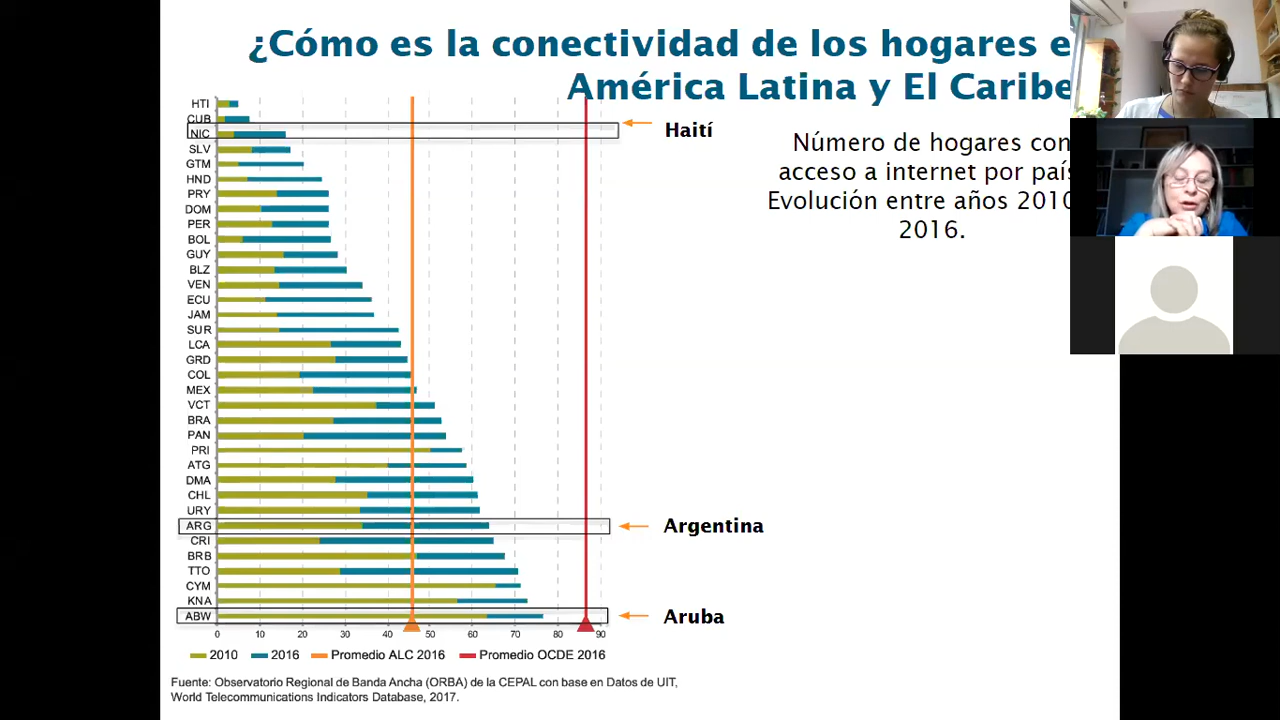 ¿Cómo es la conectividad de los hogares e
América Latina y El Caribe
HTI
CUB
NIC
SLV
GTM
HND
PRY
DOM
PER
BOL
GUY
BLZ
VEN
ECU
JAM
SUR
LCA
GRD
COL
MEX
VCT
BRA
PAN
PRI
ATG
DMA
CHL
URY
ARG
CRI
BRB
TTO
CYM
KNA
ABW
0 10 20 30 40 50 60 70 80 90
2010 2016 Promedio ALC 2016 Promedio OCDE 2016
Haití
Argentina
Aruba
Número de hogares con
acceso a internet por país
Evolución entre años 2010
2016.
Fuente: Observatorio Regional de Banda Ancha (ORBA) de la CEPAL con base en Datos de UIT,
World Telecommunications Indicators Database, 2017.